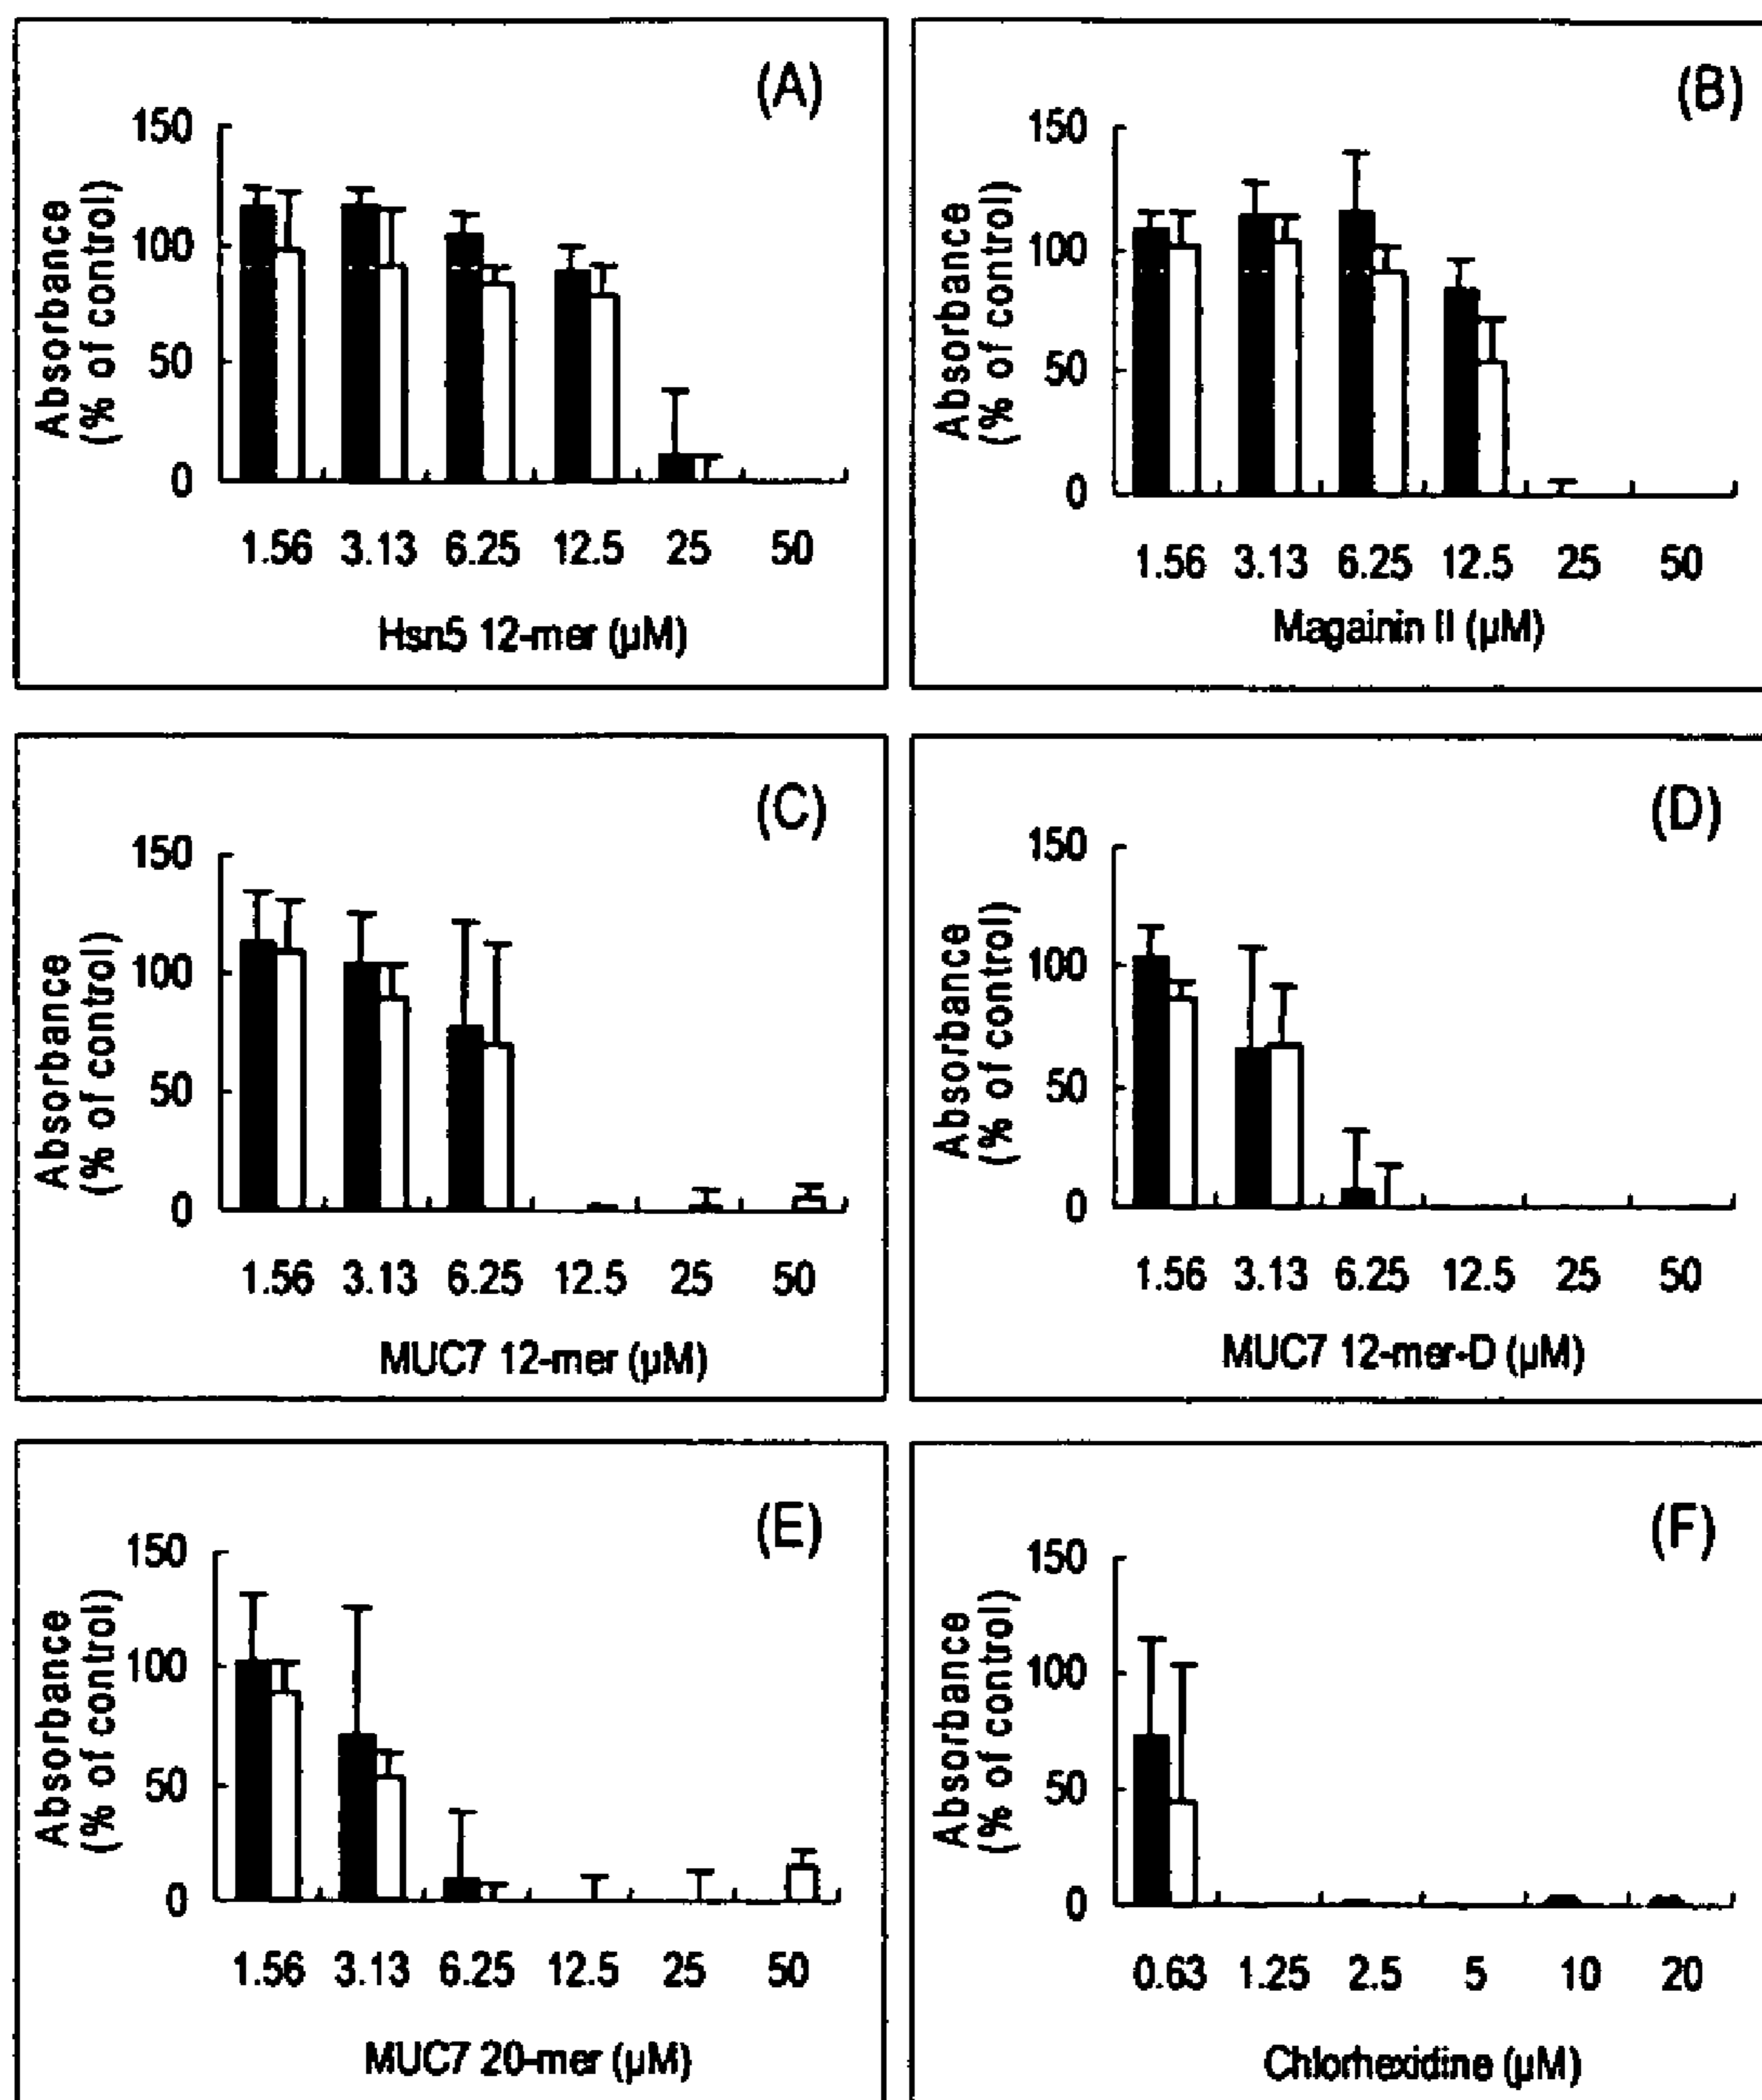 (A)
150
100
50
0
Absorbance
(% of control)
1.56 3.13 6.25 12.5 25 50
Hsn5 12-mer (µM)
(B)
150
100
50
0
Absorbance
(% of control)
1.56 3.13 6.25 12.5 25 50
Magainin II (µM)
(C)
150
100
50
0
Absorbance
(% of control)
1.56 3.13 6.25 12.5 25 50
MUC7 12-mer (µM)
(D)
150
100
50
0
Absorbance
(% of control)
1.56 3.13 6.25 12.5 25 50
MUC7 12-mer-D (µM)
(E)
150
100
50
0
Absorbance
(% of control)
1.56 3.13 6.25 12.5 25 50
MUC7 20-mer (µM)
(F)
150
100
50
0
Absorbance
(% of control)
0.63 1.25 2.5 5 10 20
Chlorhexidine (µM)